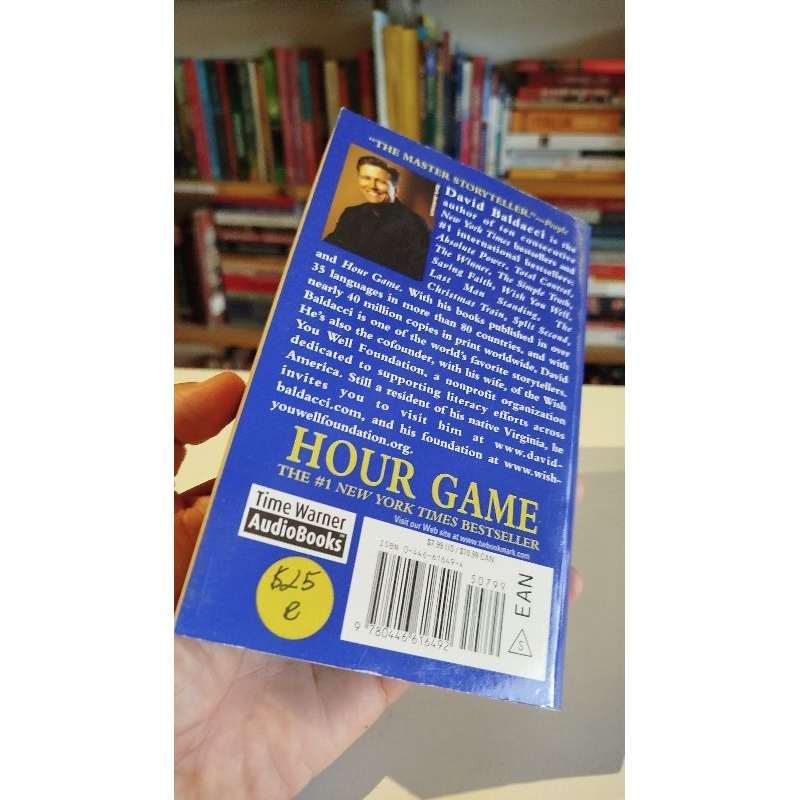 "THE MASTER STORYTELLER."—People
David Baldacci is the
author of ten consecutive
New York Times bestsellers and
#1 international bestsellers:
Absolute Power, Total Control,
The Winner, The Simple Truth,
Saving Faith, Wish You Well,
Last Man Standing, The
Christmas Train, Split Second,
and Hour Game. With his books published in over
35 languages in more than 80 countries, and with
nearly 40 million copies in print worldwide, David
Baldacci is one of the world's favorite storytellers.
He's also the cofounder, with his wife, of the Wish
You Well Foundation, a nonprofit organization
dedicated to supporting literacy efforts across
America. Still a resident of his native Virginia, he
invites you to visit him at www.david-
baldacci.com, and his foundation at www.wish-
youwellfoundation.org.
HOUR GAME
THE #1 NEW YORK TIMES BESTSELLER
Visit our Web site at www.twbookmark.com
$7.99 US / $10.99 CAN.
Time Warner
AudioBooks™
ISBN 0-446-61649-4
50799
EAN
9 780446 616492
S